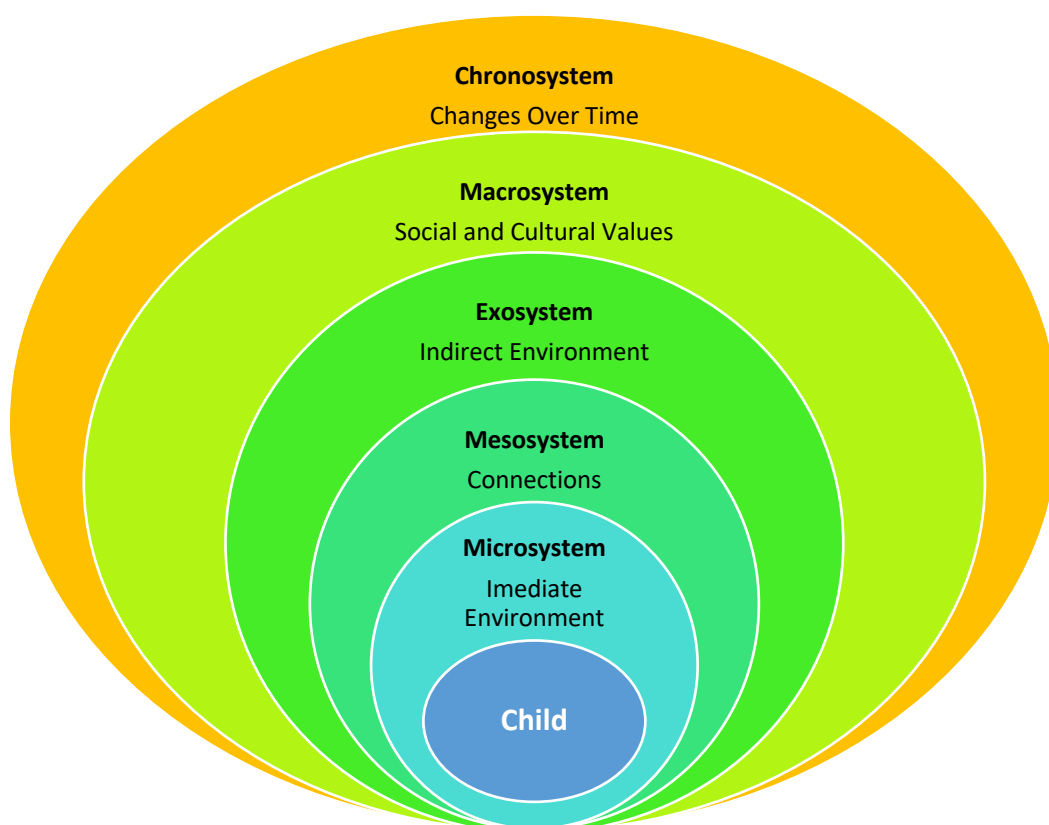 Chronosystem
Changes Over Time
Macrosystem
Social and Cultural Values
Exosystem
Indirect Environment
Mesosystem
Connections
Microsystem
Imediate
Environment
Child